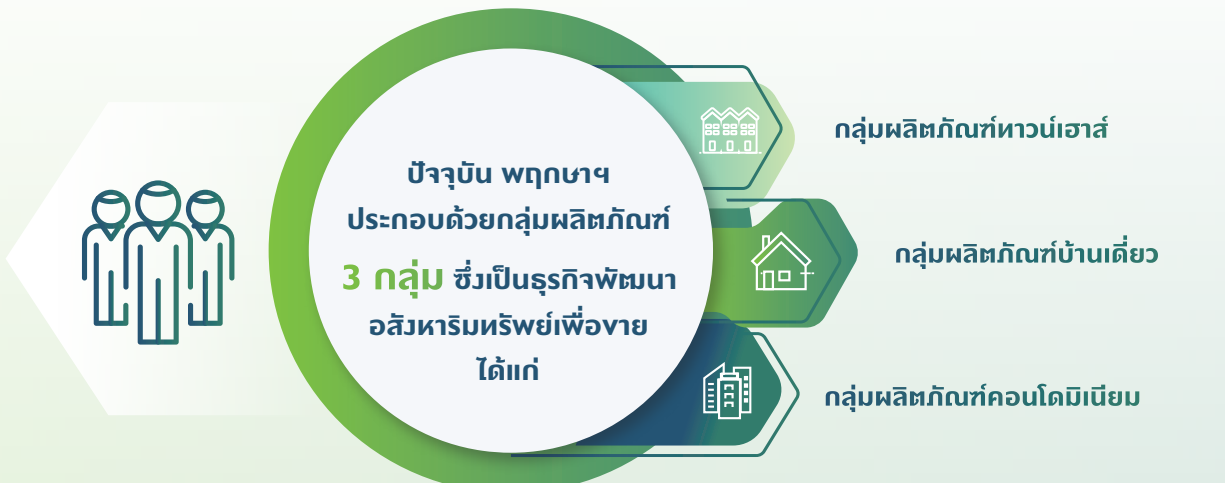 ปัจจุบัน พฤกษาฯ
ประกอบด้วยกลุ่มผลิตภัณฑ์
3 กลุ่ม ซึ่งเป็นธุรกิจพัฒนา
อสังหาริมทรัพย์เพื่อขาย
ได้แก่
กลุ่มผลิตภัณฑ์ทาวน์เฮาส์
กลุ่มผลิตภัณฑ์บ้านเดี่ยว
กลุ่มผลิตภัณฑ์คอนโดมิเนียม